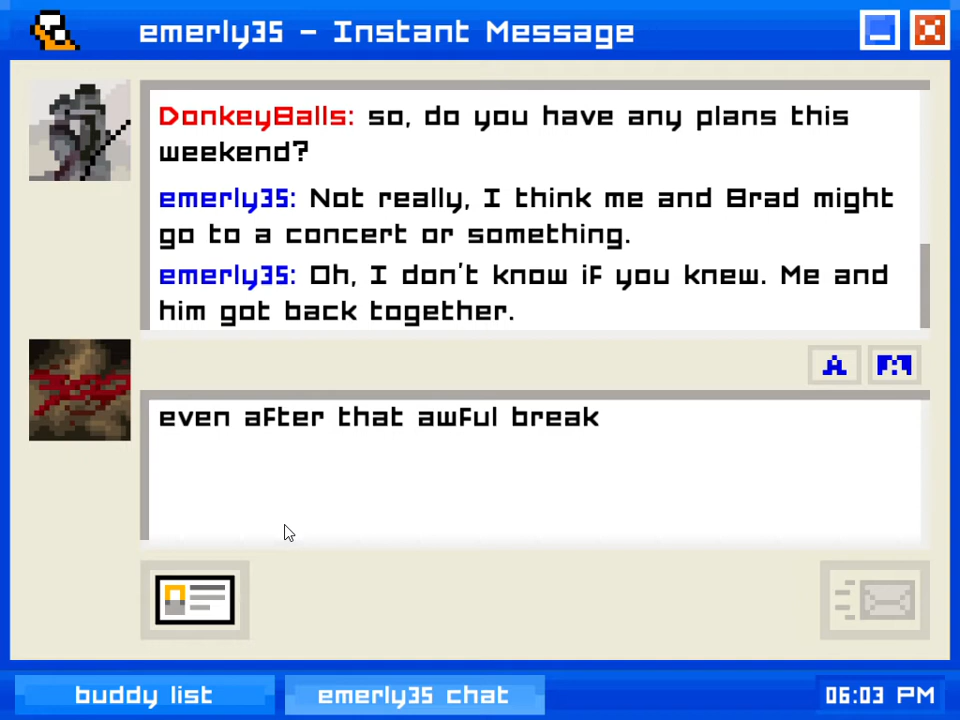 emerly35 - Instant Message
DonkeyBalls: so, do you have any plans this
weekend?
emerly35: Not really, I think me and Brad might
go to a concert or something.
emerly35: Oh, I don't know if you knew. Me and
him got back together.
A
even after that awful break
buddy list
emerly35 chat
06:03 PM